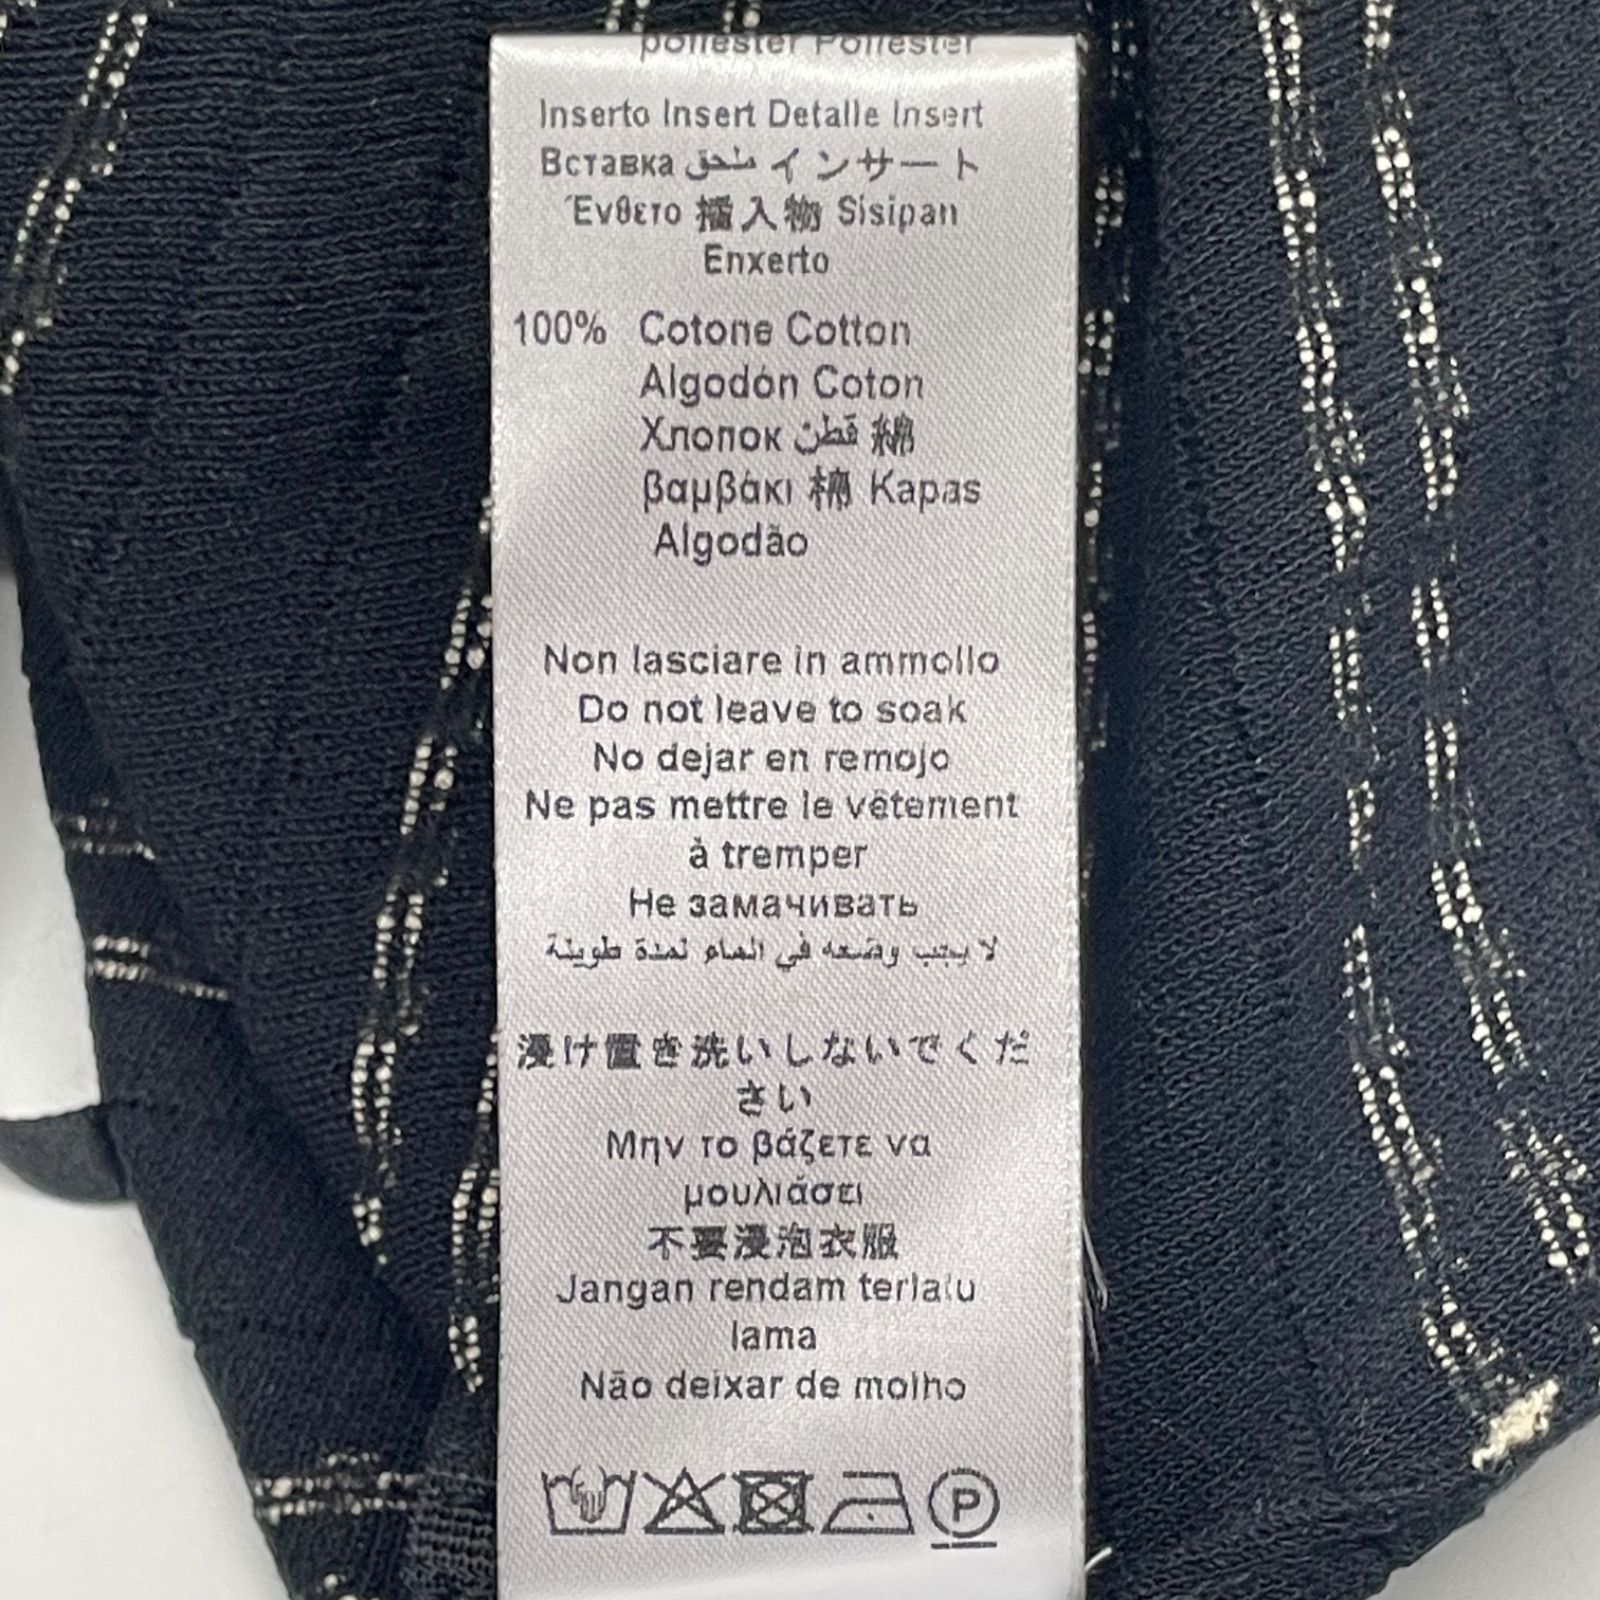 poliester Poliester
Inserto Insert Detalle Insert
Вставка ملحق インサート
Ένθετο 插入物 Sisipan
Enxerto
100% Cotone Cotton
Algodón Coton
Хлопок قطن 綿
βαμβάκι 棉 Kapas
Algodão
Non lasciare in ammollo
Do not leave to soak
No dejar en remojo
Ne pas mettre le vêtement
à tremper
Не замачивать
لا يجب وضعه في الماء لمدة طويلة
浸け置き洗いしないでくだ
さい
Μην το βάζετε να
μουλιάσει
不要浸泡衣服
Jangan rendam terlalu
lama
Não deixar de molho
P